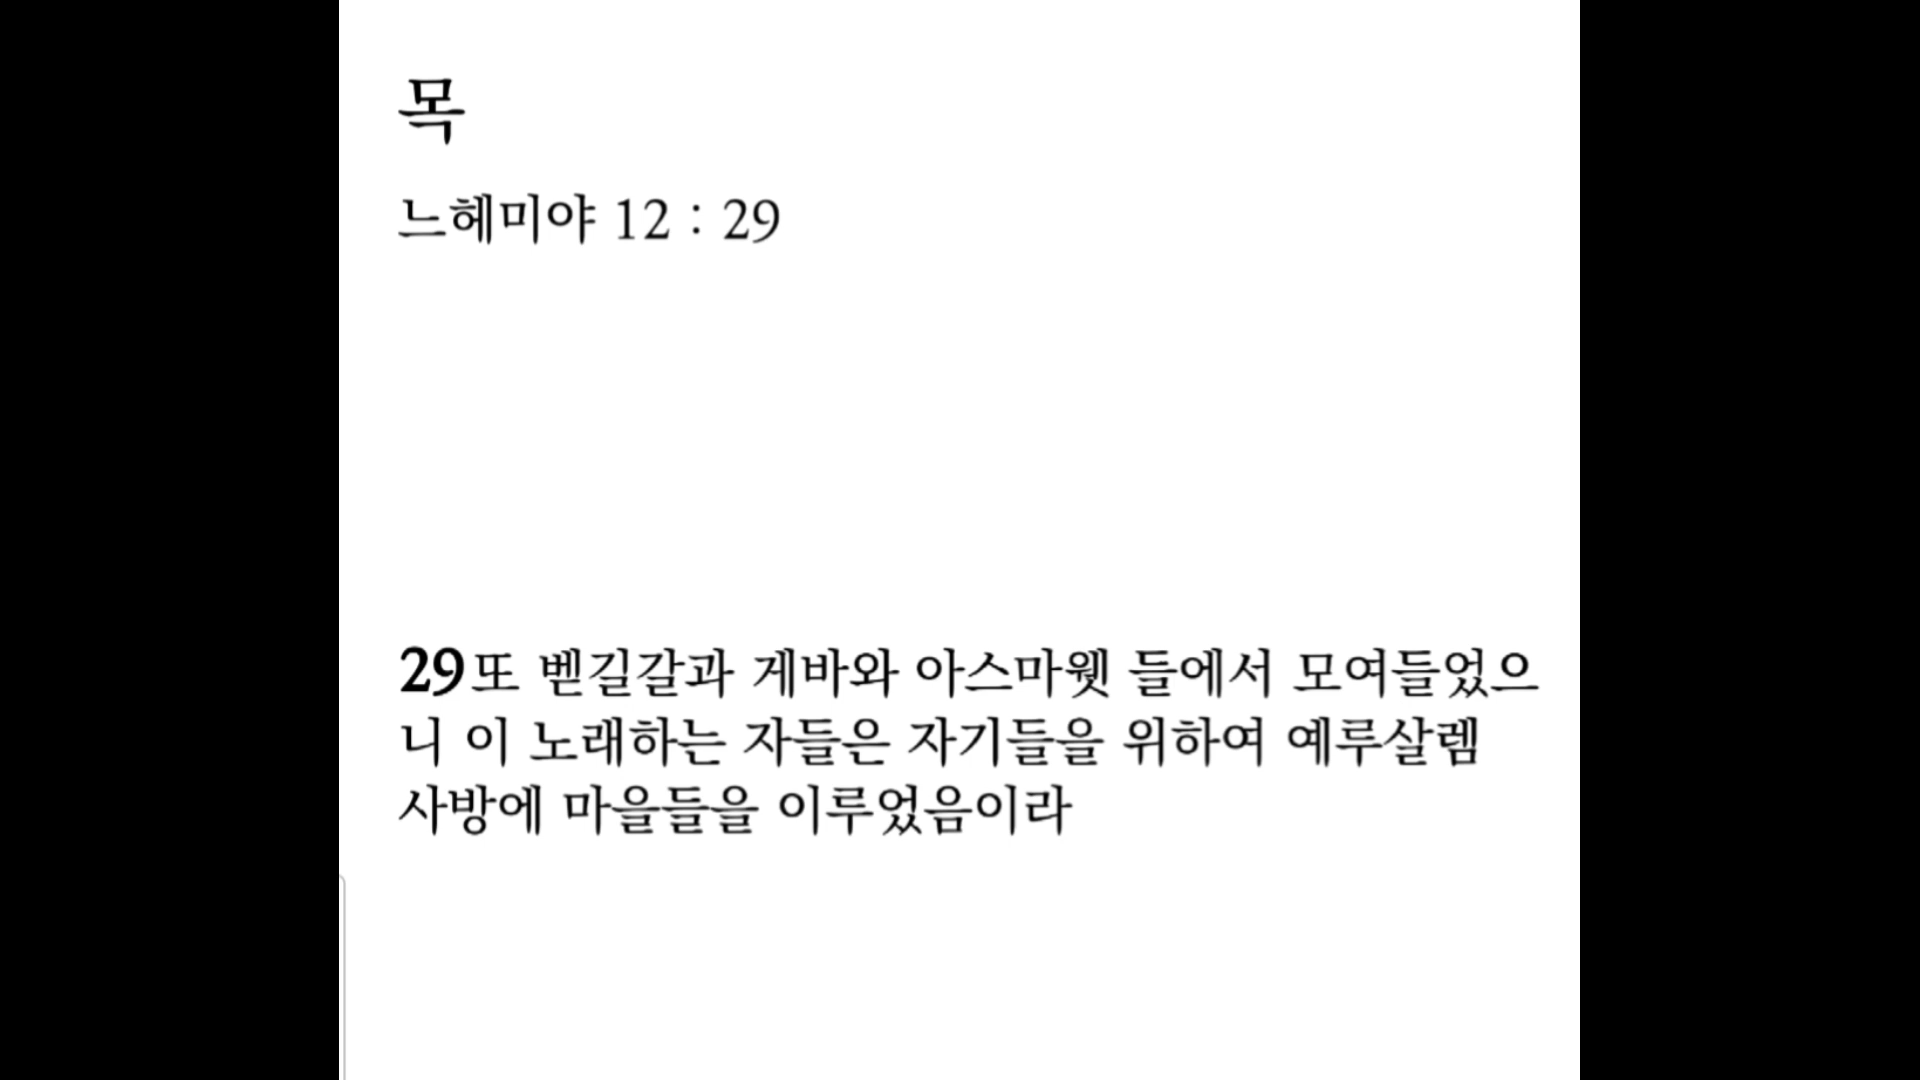 목
느헤미야 12 : 29
29또 벧길갈과 게바와 아스마웻 들에서 모여들었으
니 이 노래하는 자들은 자기들을 위하여 예루살렘
사방에 마을들을 이루었음이라